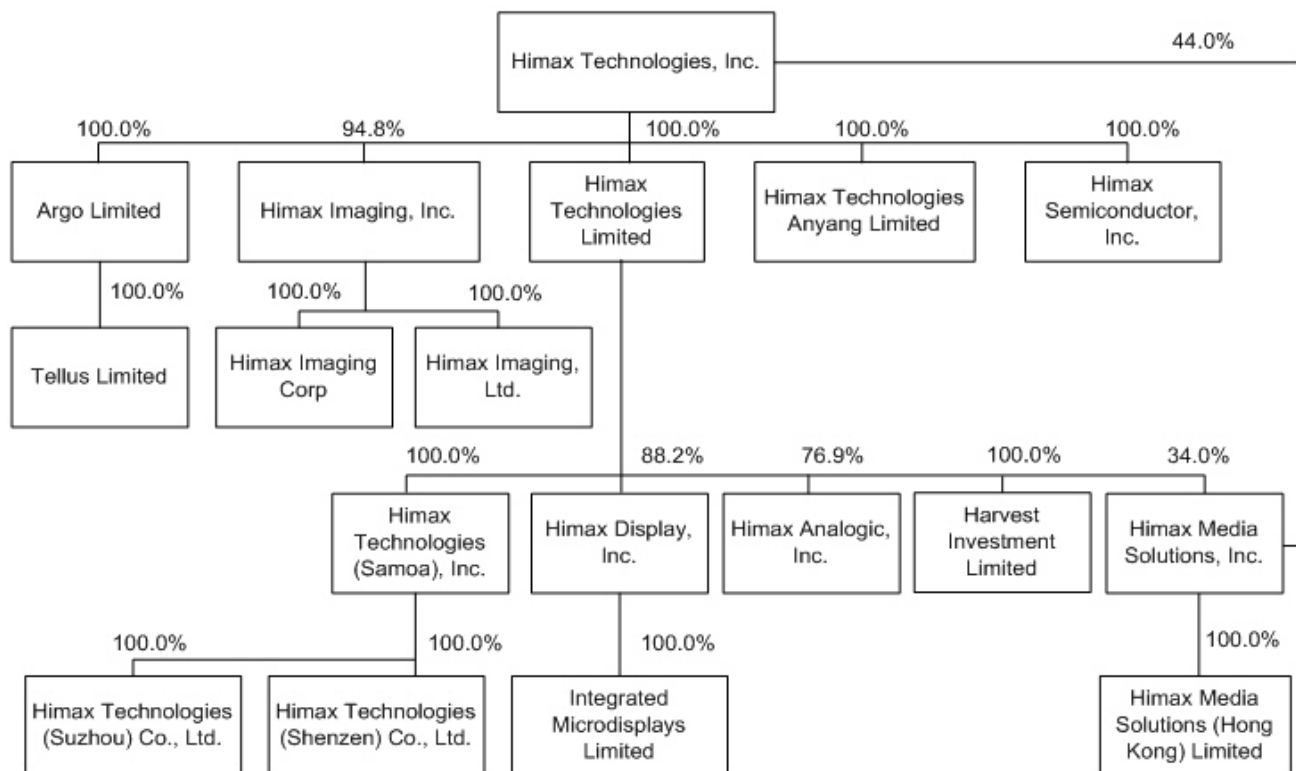 Himax Technologies, Inc.
44.0%
100.0%
94.8%
100.0%
100.0%
100.0%
Argo Limited
Himax Imaging, Inc.
Himax
Technologies
Limited
Himax Technologies
Anyang Limited
Himax
Semiconductor,
Inc.
100.0%
100.0%
100.0%
Tellus Limited
Himax Imaging
Corp
Himax Imaging,
Ltd.
100.0%
88.2%
76.9%
100.0%
34.0%
Himax
Technologies
(Samoa), Inc.
Himax Display,
Inc.
Himax Analogic,
Inc.
Harvest
Investment
Limited
Himax Media
Solutions, Inc.
100.0%
100.0%
100.0%
100.0%
Himax Technologies
(Suzhou) Co., Ltd.
Himax Technologies
(Shenzen) Co., Ltd.
Integrated
Microdisplays
Limited
Himax Media
Solutions (Hong
Kong) Limited